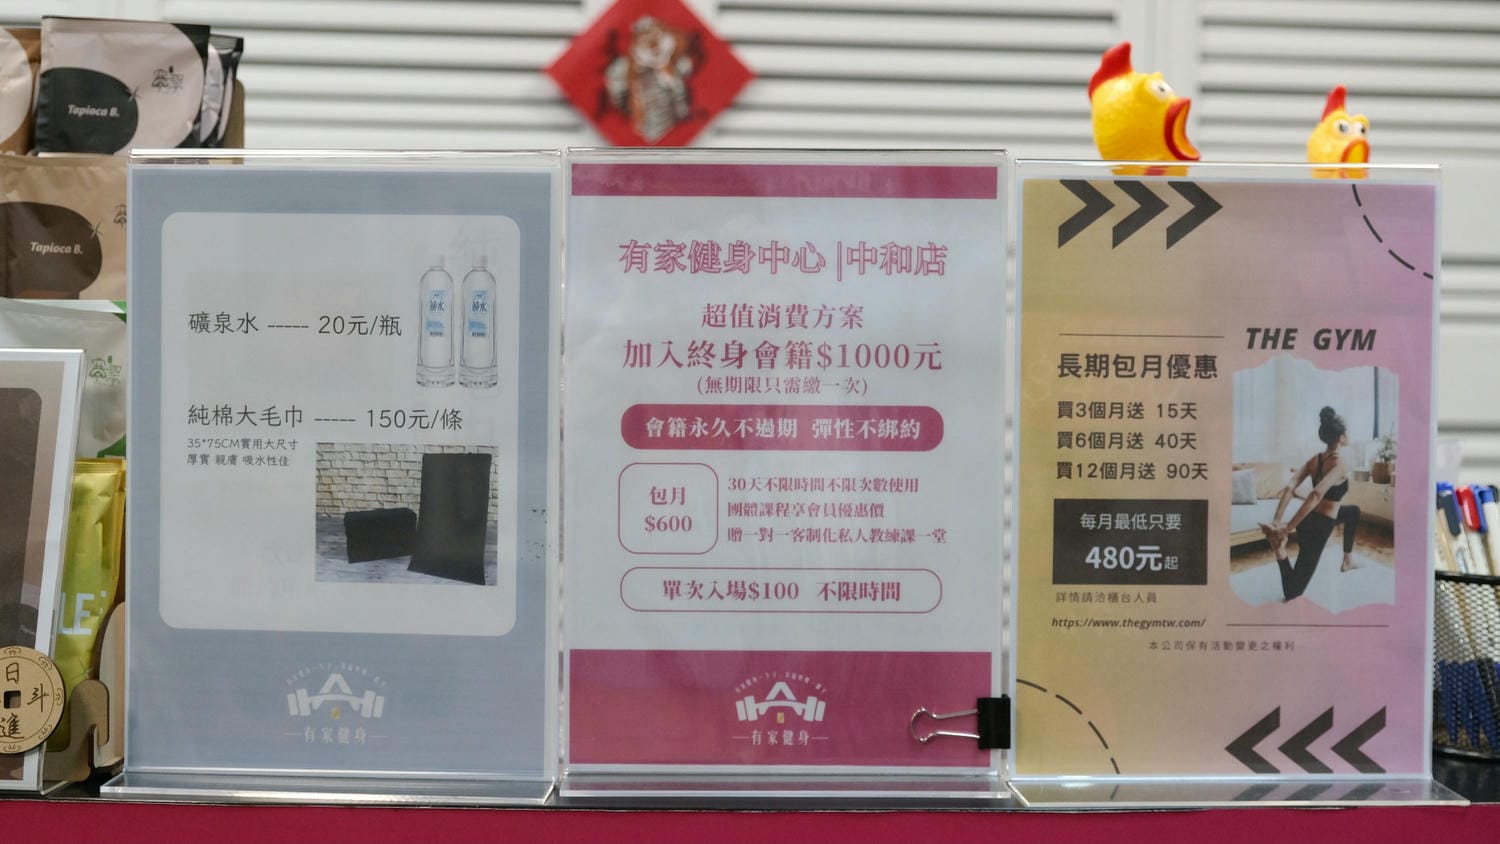 Tapioca B.
Tapioca B.
日
斗
進
礦泉水 ----- 20元/瓶
純水
純水
純棉大毛巾 ----- 150元/條
35*75CM實用大尺寸
厚實 親膚 吸水性佳
有家健身
有家健身中心 |中和店
超值消費方案
加入終身會籍$1000元
(無期限只需繳一次)
會籍永久不過期 彈性不綁約
包月
$600
30天不限時間不限次數使用
團體課程享會員優惠價
贈一對一客制化私人教練課一堂
單次入場$100 不限時間
有家健身
THE GYM
長期包月優惠
買3個月送 15天
買6個月送 40天
買12個月送 90天
每月最低只要
480元起
詳情請洽櫃台人員
https://www.thegymtw.com/
本公司保有活動變更之權利